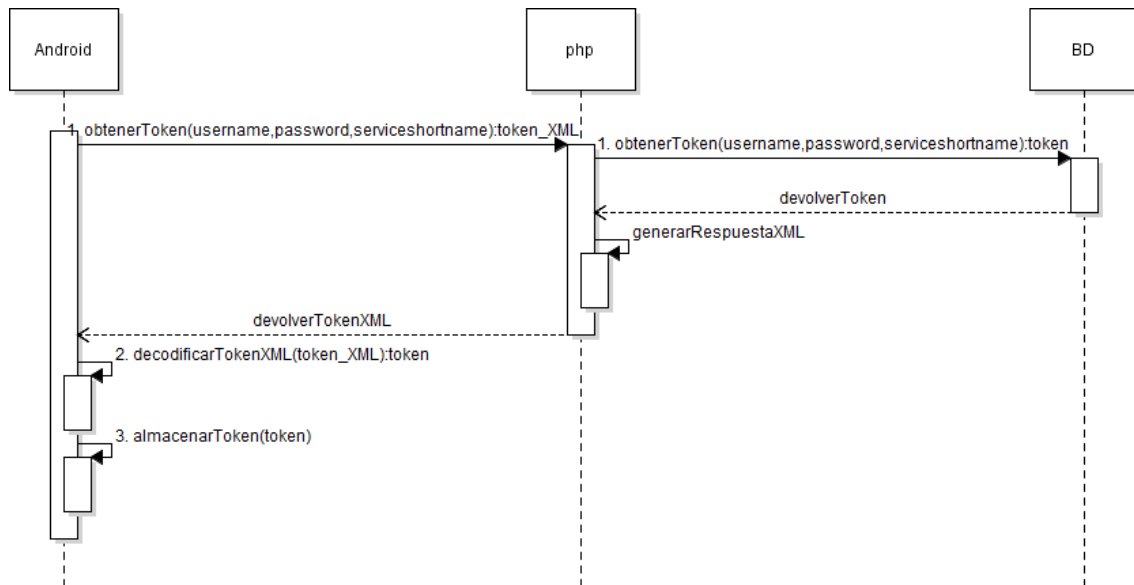 Android
php
BD
1. obtenerToken(username,password,serviceshortname):token_XML
1. obtenerToken(username,password,serviceshortname):token
devolverToken
generarRespuestaXML
devolverTokenXML
2. decodificarTokenXML(token_XML):token
3. almacenarToken(token)